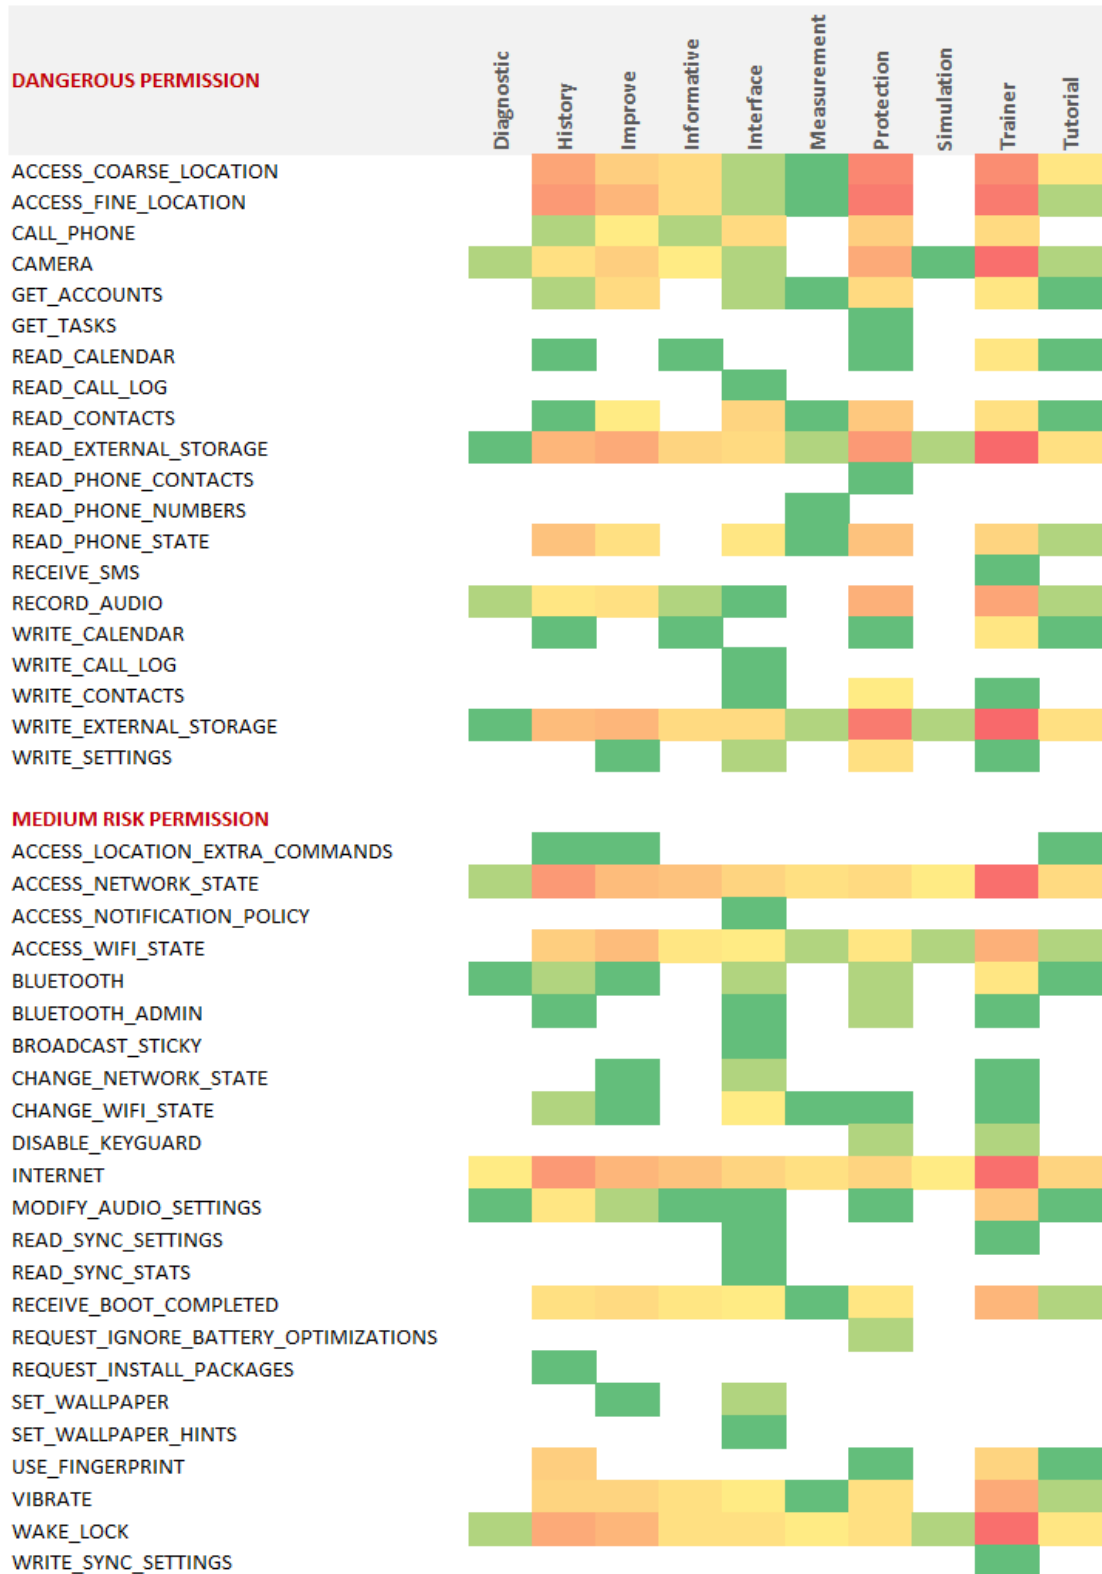 DANGEROUS PERMISSION Diagnostic History Improve Informative Interface Measurement Protection Simulation Trainer Tutorial
ACCESS_COARSE_LOCATION
ACCESS_FINE_LOCATION
CALL_PHONE
CAMERA
GET_ACCOUNTS
GET_TASKS
READ_CALENDAR
READ_CALL_LOG
READ_CONTACTS
READ_EXTERNAL_STORAGE
READ_PHONE_CONTACTS
READ_PHONE_NUMBERS
READ_PHONE_STATE
RECEIVE_SMS
RECORD_AUDIO
WRITE_CALENDAR
WRITE_CALL_LOG
WRITE_CONTACTS
WRITE_EXTERNAL_STORAGE
WRITE_SETTINGS
MEDIUM RISK PERMISSION
ACCESS_LOCATION_EXTRA_COMMANDS
ACCESS_NETWORK_STATE
ACCESS_NOTIFICATION_POLICY
ACCESS_WIFI_STATE
BLUETOOTH
BLUETOOTH_ADMIN
BROADCAST_STICKY
CHANGE_NETWORK_STATE
CHANGE_WIFI_STATE
DISABLE_KEYGUARD
INTERNET
MODIFY_AUDIO_SETTINGS
READ_SYNC_SETTINGS
READ_SYNC_STATS
RECEIVE_BOOT_COMPLETED
REQUEST_IGNORE_BATTERY_OPTIMIZATIONS
REQUEST_INSTALL_PACKAGES
SET_WALLPAPER
SET_WALLPAPER_HINTS
USE_FINGERPRINT
VIBRATE
WAKE_LOCK
WRITE_SYNC_SETTINGS